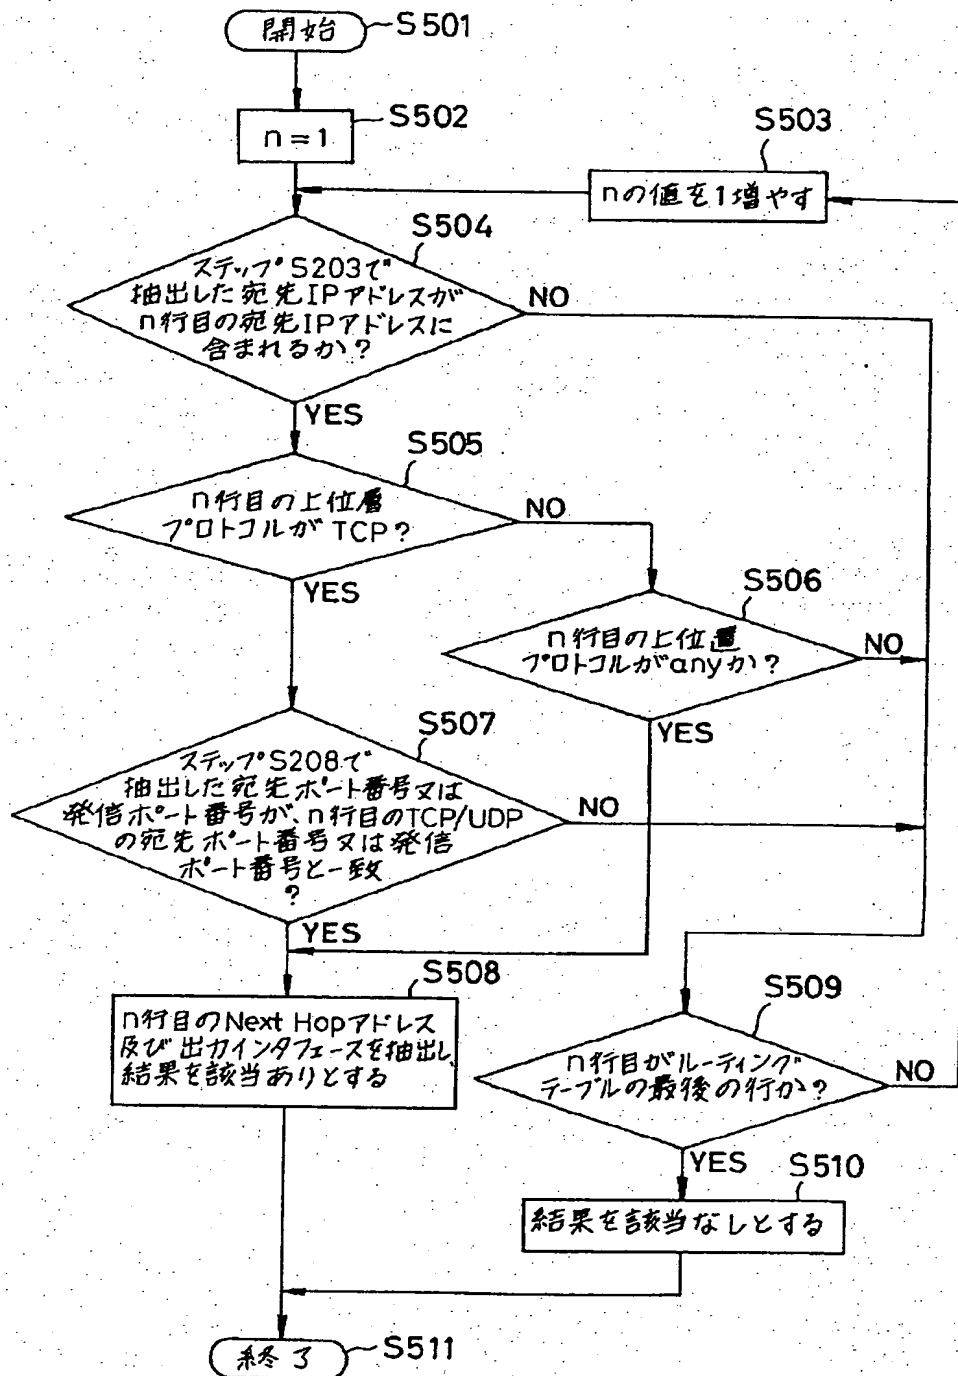 開始
S501
n=1
S502
S503
nの値を1増やす
S504
ステップS203で
抽出した宛先IPアドレスが
n行目の宛先IPアドレスに
含まれるか?
NO
YES
S505
n行目の上位層
プロトコルがTCP?
NO
YES
S506
n行目の上位置
プロトコルがanyか?
NO
YES
S507
ステップS208で
抽出した宛先ポート番号又は
発信ポート番号が、n行目のTCP/UDP
の宛先ポート番号又は発信
ポート番号と一致
?
NO
YES
S508
n行目のNext Hopアドレス
及び出力インタフェースを抽出し、
結果を該当ありとする
S509
n行目がルーティング
テーブルの最後の行か?
NO
YES
S510
結果を該当なしとする
終了
S511